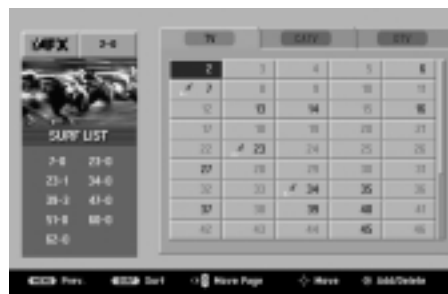 2-0
TV CATV DTV
SURF LIST
7-0 23-0
23-1 34-0
39-3 47-0
51-0 60-0
62-0
2 3 4 5 6
7 8 9 10 11
12 13 14 15 16
17 18 19 20 21
22 23 24 25 26
27 28 29 30 31
32 33 34 35 36
37 38 39 40 41
42 43 44 45 46
Prev. Surf Move Page Move Add/Delete